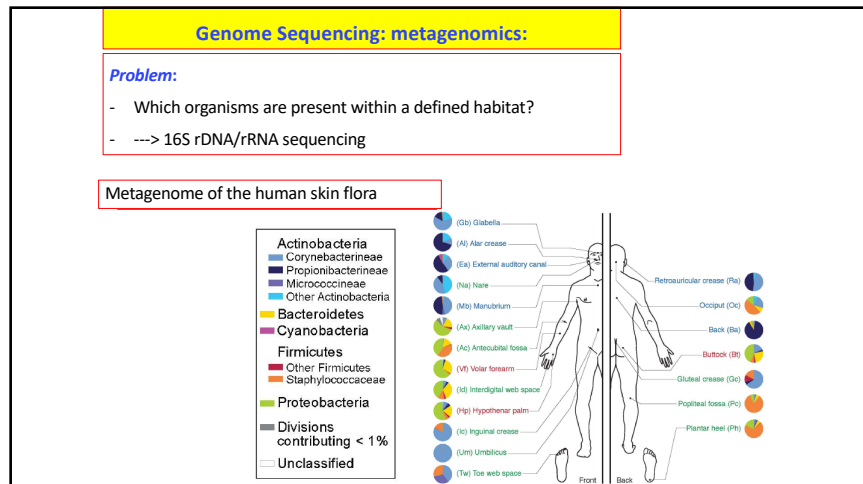 Genome Sequencing: metagenomics:
Problem:
- Which organisms are present within a defined habitat?
- ---> 16S rDNA/rRNA sequencing
Metagenome of the human skin flora
Actinobacteria
Corynebacterineae
Propionibacterineae
Micrococcineae
Other Actinobacteria
Bacteroidetes
Cyanobacteria
Firmicutes
Other Firmicutes
Staphylococcaceae
Proteobacteria
Divisions
contributing < 1%
Unclassified
(Gb) Glabella
(Al) Alar crease
(Ea) External auditory canal
(Na) Nare
(Mb) Manubrium
(Ax) Axillary vault
(Ac) Antecubital fossa
(Vf) Volar forearm
(Id) Interdigital web space
(Hp) Hypothenar palm
(Ic) Inguinal crease
(Um) Umbilicus
(Tw) Toe web space
Retroauricular crease (Ra)
Occiput (Oc)
Back (Ba)
Buttock (Bt)
Gluteal crease (Gc)
Popliteal fossa (Pc)
Plantar heel (Ph)
Front
Back